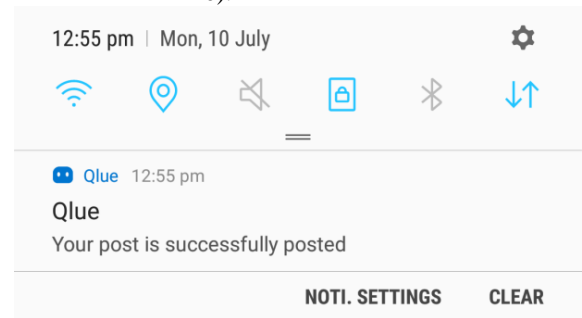 12:55 pm | Mon, 10 July
Qlue 12:55 pm
Qlue
Your post is successfully posted
NOTI. SETTINGS CLEAR